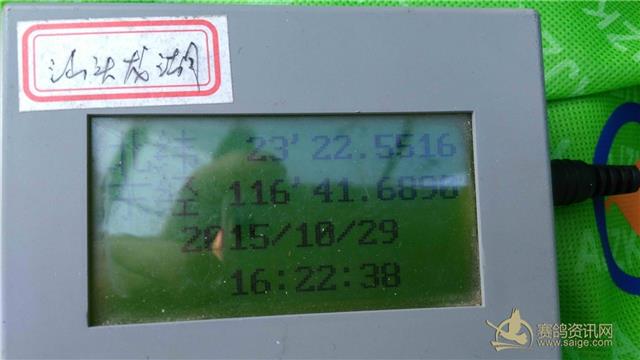 汕头龙湖
北纬 23'22.5516
东经 116'41.6890
2015/10/29
16:22:38
赛鸽资讯网
www.saige.com